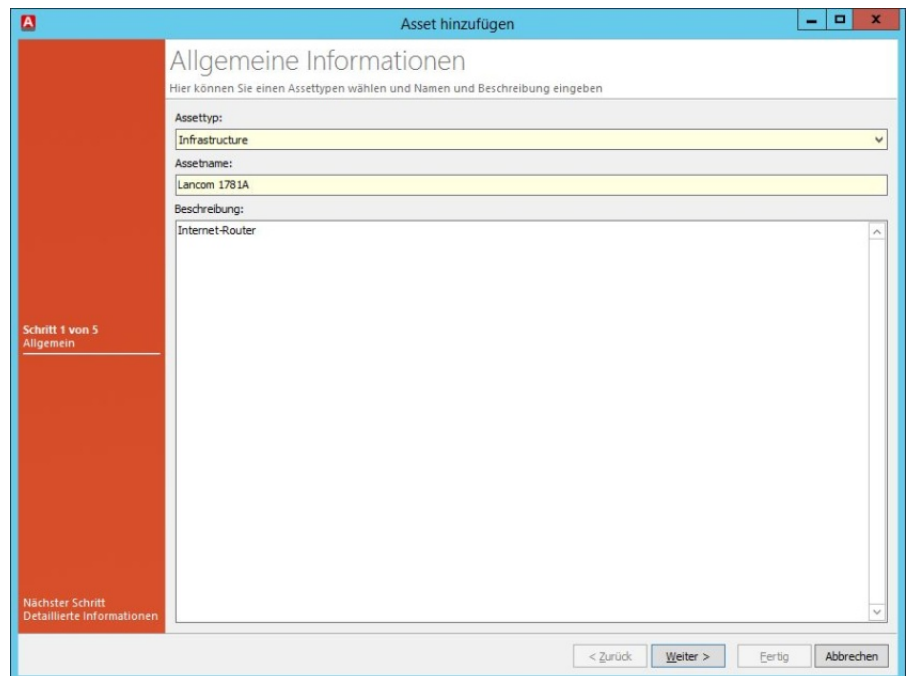 A
Asset hinzufügen
x
Allgemeine Informationen
Hier können Sie einen Assettypen wählen und Namen und Beschreibung eingeben
Assettyp:
Infrastructure
Assetname:
Lancom 1781A
Beschreibung:
Internet-Router
Schritt 1 von 5
Allgemein
Nächster Schritt
Detaillierte Informationen
< Zurück
Weiter >
Fertig
Abbrechen